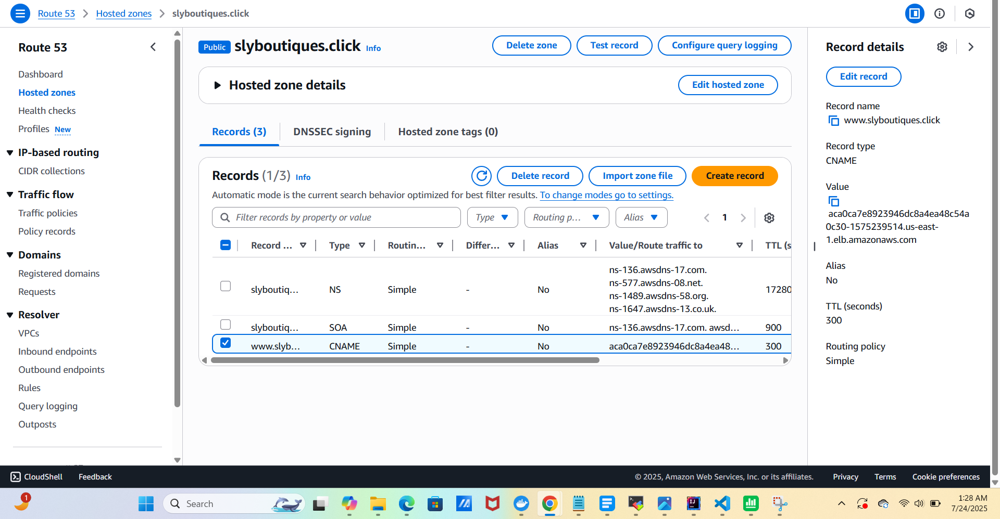 Route 53 > Hosted zones > slyboutiques.click
Route 53
Dashboard
Hosted zones
Health checks
Profiles New
IP-based routing
CIDR collections
Traffic flow
Traffic policies
Policy records
Domains
Registered domains
Requests
Resolver
VPCs
Inbound endpoints
Outbound endpoints
Rules
Query logging
Outposts
Public slyboutiques.click Info
Delete zone Test record Configure query logging
Hosted zone details Edit hosted zone
Records (3) DNSSEC signing Hosted zone tags (0)
Records (1/3) Info Delete record Import zone file Create record
Automatic mode is the current search behavior optimized for best filter results. To change modes go to settings.
Filter records by property or value Type Routing p... Alias 1
Record ... Type Routin... Differ... Alias Value/Route traffic to TTL (s
slyboutiq... NS Simple - No ns-136.awsdns-17.com. 17280
ns-577.awsdns-08.net.
ns-1489.awsdns-58.org.
ns-1647.awsdns-13.co.uk.
slyboutiq... SOA Simple - No ns-136.awsdns-17.com. awsd... 900
www.slyb... CNAME Simple - No aca0ca7e8923946dc8a4ea48... 300
Record details
Edit record
Record name
www.slyboutiques.click
Record type
CNAME
Value
aca0ca7e8923946dc8a4ea48c54a
0c30-1575239514.us-east-
1.elb.amazonaws.com
Alias
No
TTL (seconds)
300
Routing policy
Simple
CloudShell Feedback © 2025, Amazon Web Services, Inc. or its affiliates. Privacy Terms Cookie preferences
1 Search 1:28 AM
7/24/2025